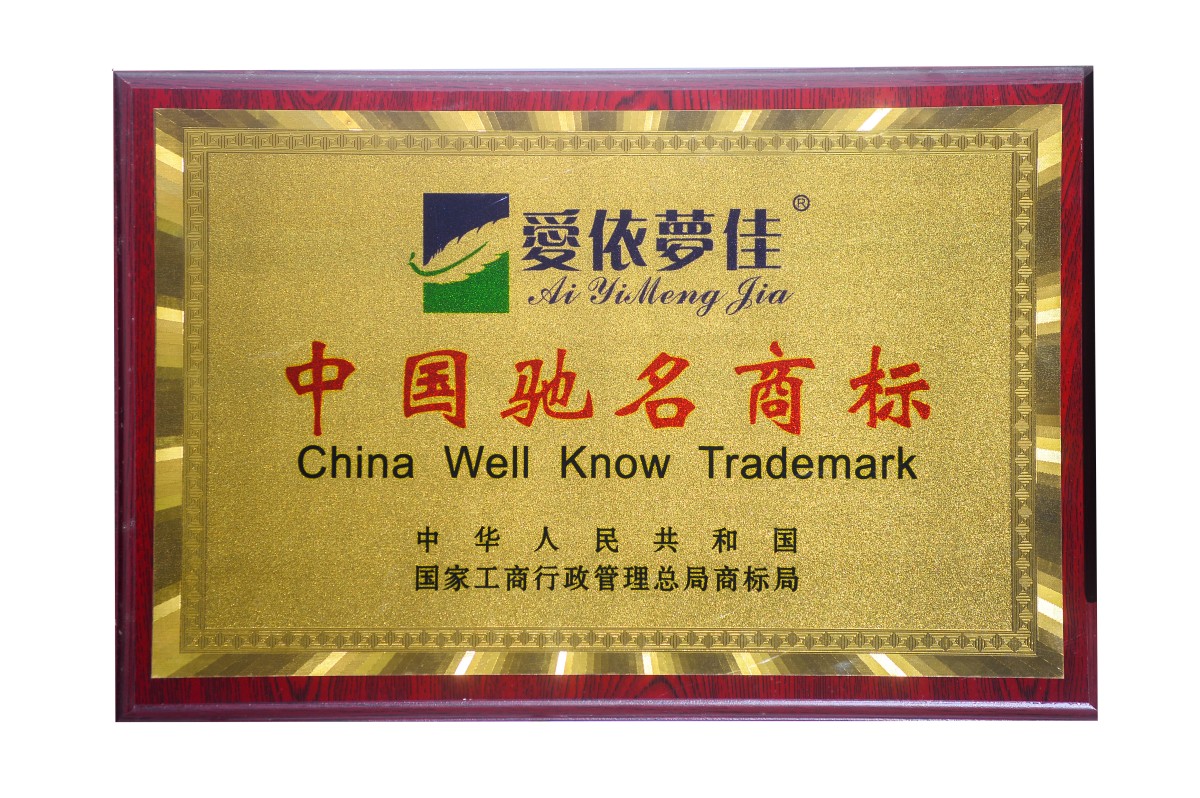 愛依夢佳®
Ai YiMeng Jia
中国驰名商标
China Well Know Trademark
中华人民共和国
国家工商行政管理总局商标局